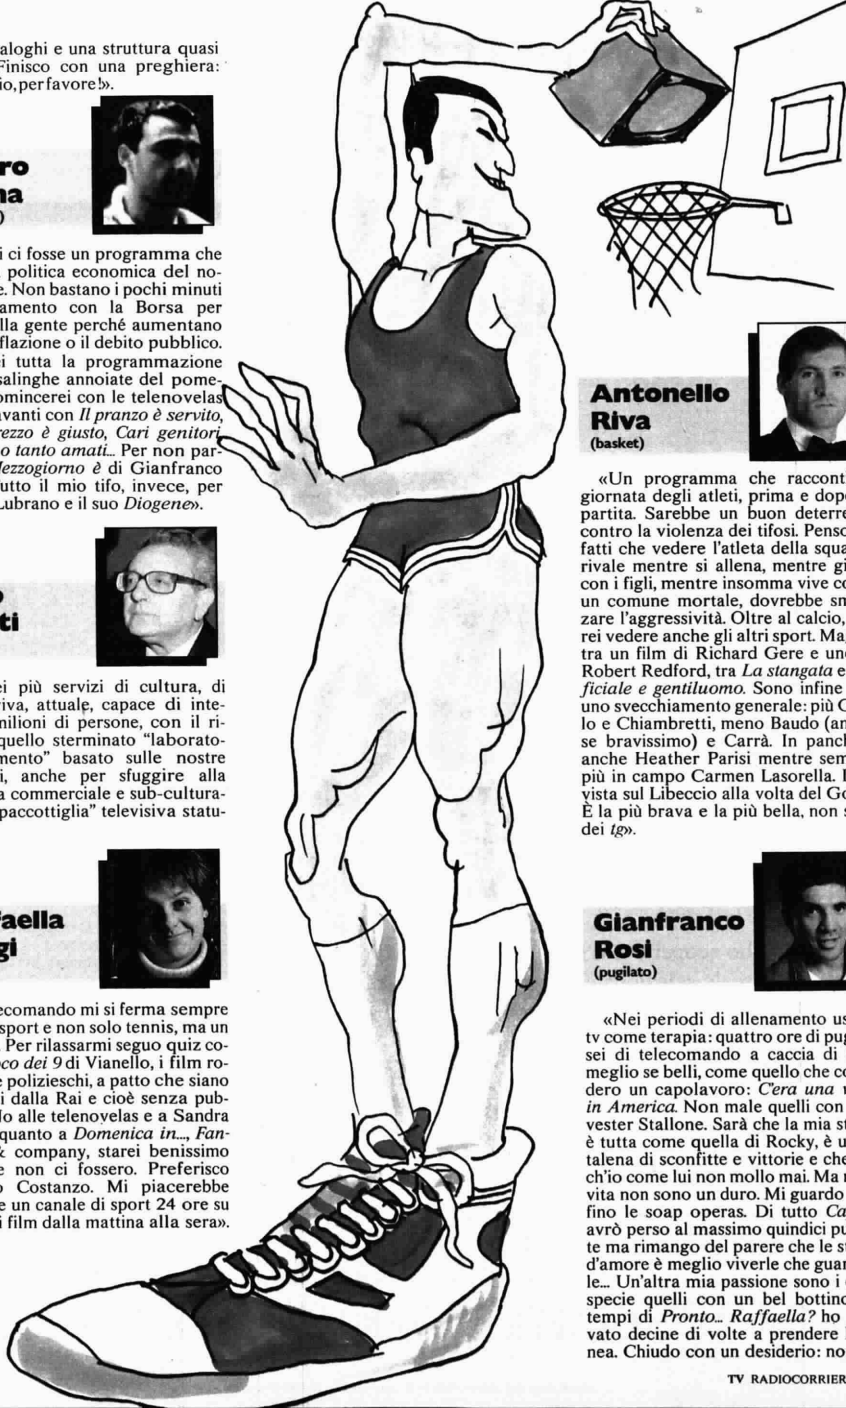 aloghi e una struttura quasi
Finisco con una preghiera:
io, per favore!».
ro
na
)
i ci fosse un programma che
politica economica del no-
e. Non bastano i pochi minuti
amento con la Borsa per
lla gente perché aumentano
flazione o il debito pubblico.
ei tutta la programmazione
salinghe annoiate del pome-
omincerei con le telenovelas
avanti con Il pranzo è servito,
rezzo è giusto, Cari genitori,
o tanto amati... Per non par-
Mezzogiorno è di Gianfranco
utto il mio tifo, invece, per
Lubrano e il suo Diogene».
o
ti
ei più servizi di cultura, di
iva, attuale, capace di inte-
milioni di persone, con il ri-
quello sterminato "laborato-
mento" basato sulle nostre
i, anche per sfuggire alla
a commerciale e sub-cultura-
paccottiglia" televisiva statu-
faella
gi
ecomando mi si ferma sempre
sport e non solo tennis, ma un
. Per rilassarmi seguo quiz co-
co dei 9 di Vianello, i film ro-
e polizieschi, a patto che siano
i dalla Rai e cioè senza pub-
lo alle telenovelas e a Sandra
quanto a Domenica in..., Fan-
& company, starei benissimo
e non ci fossero. Preferisco
o Costanzo. Mi piacerebbe
e un canale di sport 24 ore su
i film dalla mattina alla sera».
Antonello
Riva
(basket)
«Un programma che raccont
giornata degli atleti, prima e dop
partita. Sarebbe un buon deterre
contro la violenza dei tifosi. Penso
fatti che vedere l'atleta della squa
rivale mentre si allena, mentre gi
con i figli, mentre insomma vive co
un comune mortale, dovrebbe sm
zare l'aggressività. Oltre al calcio,
rei vedere anche gli altri sport. Ma
tra un film di Richard Gere e uno
Robert Redford, tra La stangata e
ficiale e gentiluomo. Sono infine
uno svecchiamento generale: più C
lo e Chiambretti, meno Baudo (an
se bravissimo) e Carrà. In panch
anche Heather Parisi mentre sem
più in campo Carmen Lasorella. I
vista sul Libeccio alla volta del Go
È la più brava e la più bella, non s
dei tg».
Gianfranco
Rosi
(pugilato)
«Nei periodi di allenamento us
tv come terapia: quattro ore di pug
sei di telecomando a caccia di
meglio se belli, come quello che co
dero un capolavoro: C'era una v
in America. Non male quelli con
vester Stallone. Sarà che la mia st
è tutta come quella di Rocky, è u
talena di sconfitte e vittorie e che
ch'io come lui non mollo mai. Ma n
vita non sono un duro. Mi guardo
fino le soap operas. Di tutto Ca
avrò perso al massimo quindici pu
te ma rimango del parere che le st
d'amore è meglio viverle che guar
le... Un'altra mia passione sono i
specie quelli con un bel bottino
tempi di Pronto... Raffaella? ho
vato decine di volte a prendere l
nea. Chiudo con un desiderio: no
TV RADIOCORRIER